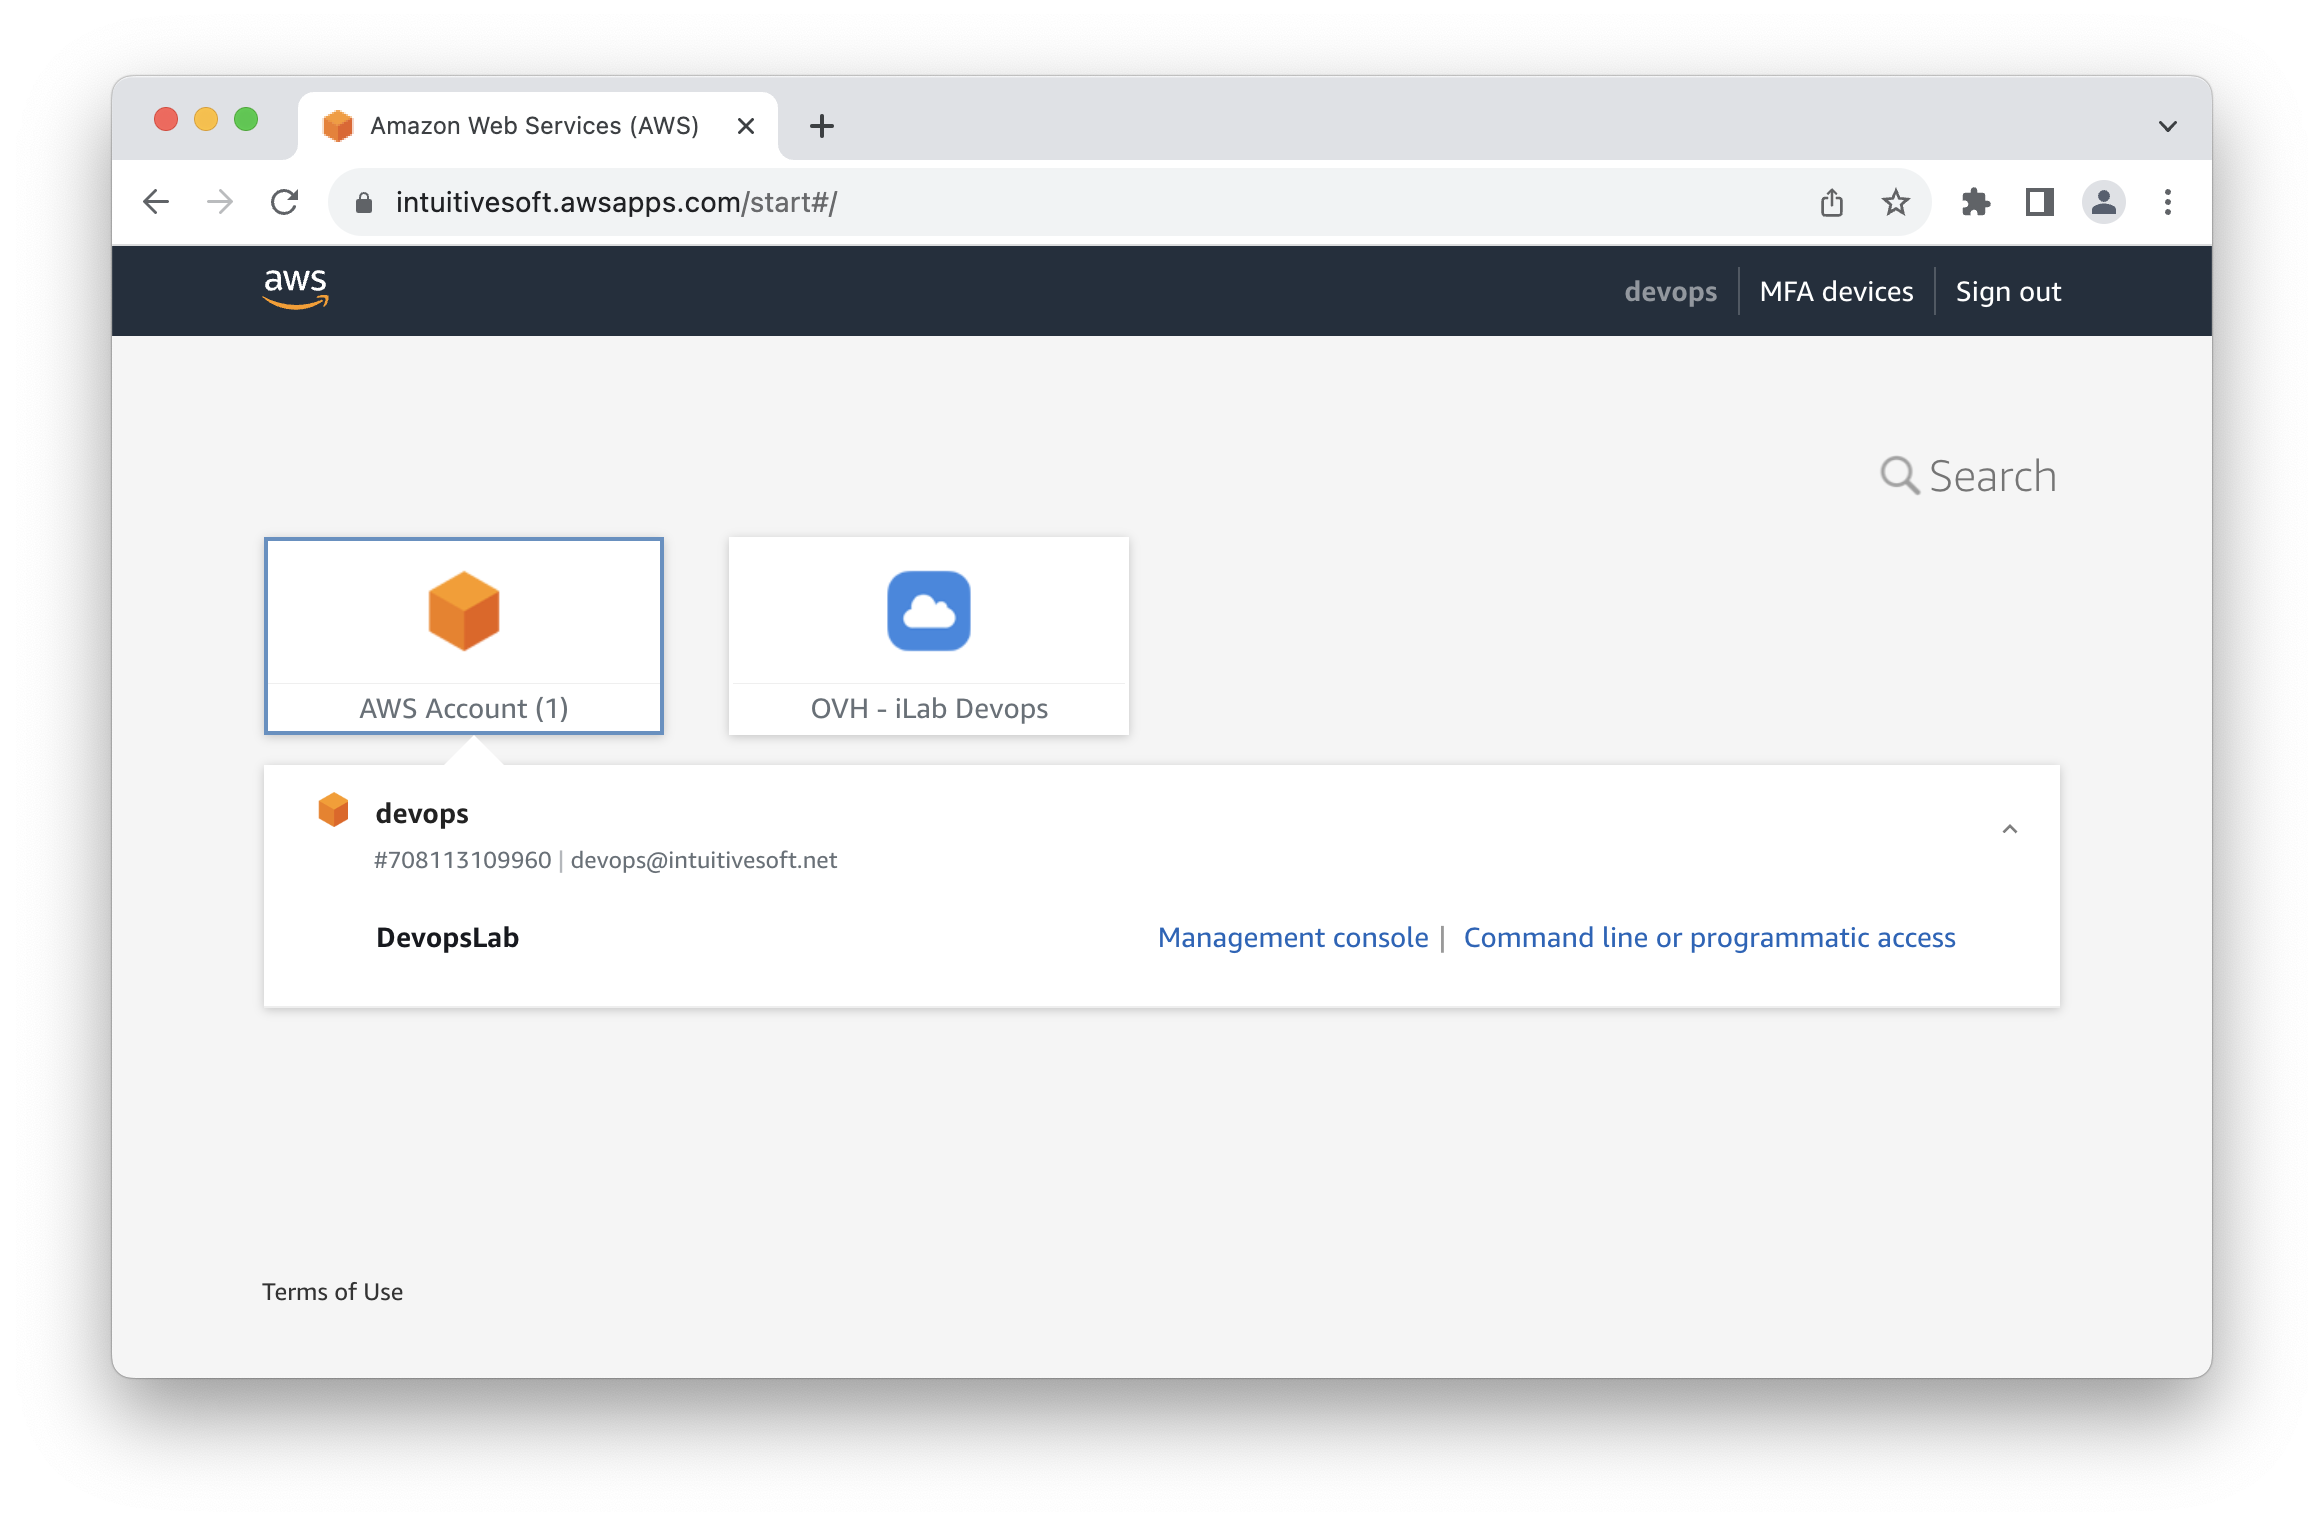 Amazon Web Services (AWS)
intuitivesoft.awsapps.com/start#/
aws
devops | MFA devices | Sign out
Search
AWS Account (1)
OVH - iLab Devops
devops
#708113109960 | devops@intuitivesoft.net
DevopsLab
Management console | Command line or programmatic access
Terms of Use